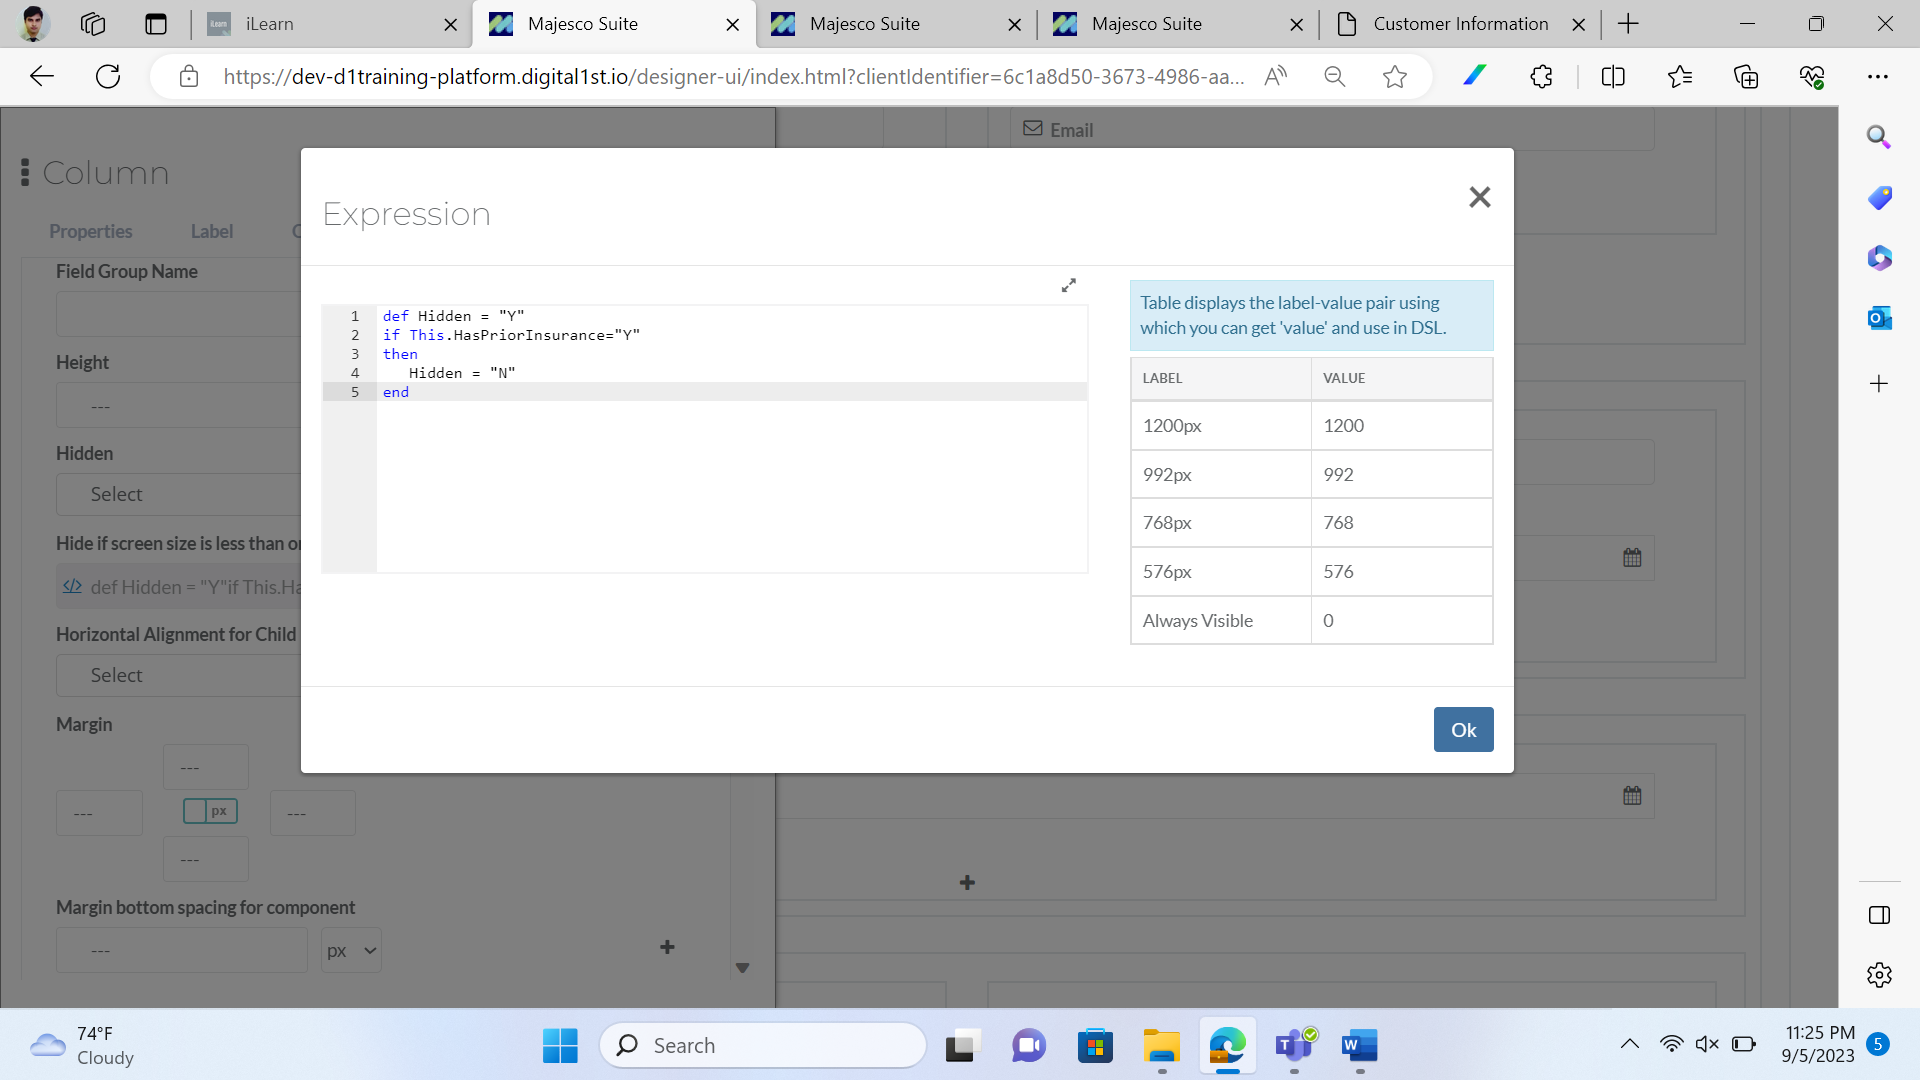 iLearn
Majesco Suite
Majesco Suite
Majesco Suite
Customer Information
https://dev-d1training-platform.digital1st.io/designer-ui/index.html?clientIdentifier=6c1a8d50-3673-4986-aa...
Email
Column
Properties
Label
Field Group Name
Height
---
Hidden
Select
Hide if screen size is less than
</> def Hidden = "Y"if This.Ha
Horizontal Alignment for Child
Select
Margin
---
---
px
---
---
Margin bottom spacing for component
---
px
Expression
1 def Hidden = "Y"
2 if This.HasPriorInsurance="Y"
3 then
4 Hidden = "N"
5 end
Table displays the label-value pair using
which you can get 'value' and use in DSL.
LABEL VALUE
1200px 1200
992px 992
768px 768
576px 576
Always Visible 0
Ok
74°F
Cloudy
Search
11:25 PM
9/5/2023
5